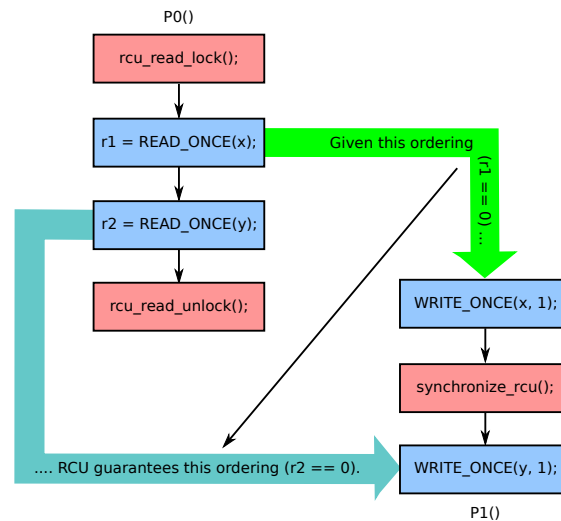 P0()
rcu_read_lock();
r1 = READ_ONCE(x);
Given this ordering
(r1 == 0) ...
r2 = READ_ONCE(y);
rcu_read_unlock();
WRITE_ONCE(x, 1);
synchronize_rcu();
.... RCU guarantees this ordering (r2 == 0).
WRITE_ONCE(y, 1);
P1()